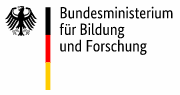 Bundesministerium
für Bildung
und Forschung